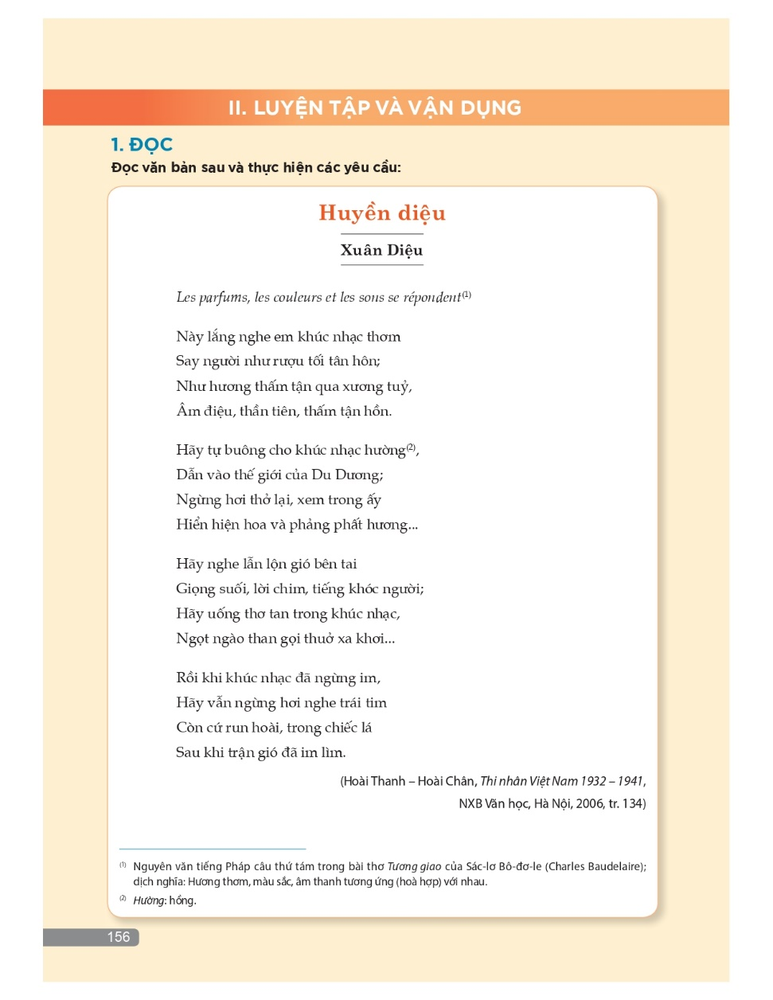 II. LUYỆN TẬP VÀ VẬN DỤNG
1. ĐỌC
Đọc văn bản sau và thực hiện các yêu cầu:
Huyền diệu
Xuân Diệu
Les parfums, les couleurs et les sons se répondent(1)
Này lắng nghe em khúc nhạc thơm
Say người như rượu tối tân hôn;
Như hương thấm tận qua xương tuỷ,
Âm điệu, thần tiên, thấm tận hồn.
Hãy tự buông cho khúc nhạc hường(2),
Dẫn vào thế giới của Du Dương;
Ngừng hơi thở lại, xem trong ấy
Hiển hiện hoa và phảng phất hương...
Hãy nghe lẫn lộn gió bên tai
Giọng suối, lời chim, tiếng khóc người;
Hãy uống thơ tan trong khúc nhạc,
Ngọt ngào than gọi thuở xa khơi...
Rồi khi khúc nhạc đã ngừng im,
Hãy vẫn ngừng hơi nghe trái tim
Còn cứ run hoài, trong chiếc lá
Sau khi trận gió đã im lìm.
(Hoài Thanh – Hoài Chân, Thi nhân Việt Nam 1932 – 1941,
NXB Văn học, Hà Nội, 2006, tr. 134)
(1) Nguyên văn tiếng Pháp câu thứ tám trong bài thơ Tương giao của Sác-lơ Bô-đơ-le (Charles Baudelaire);
dịch nghĩa: Hương thơm, màu sắc, âm thanh tương ứng (hoà hợp) với nhau.
(2) Hường: hồng.
156